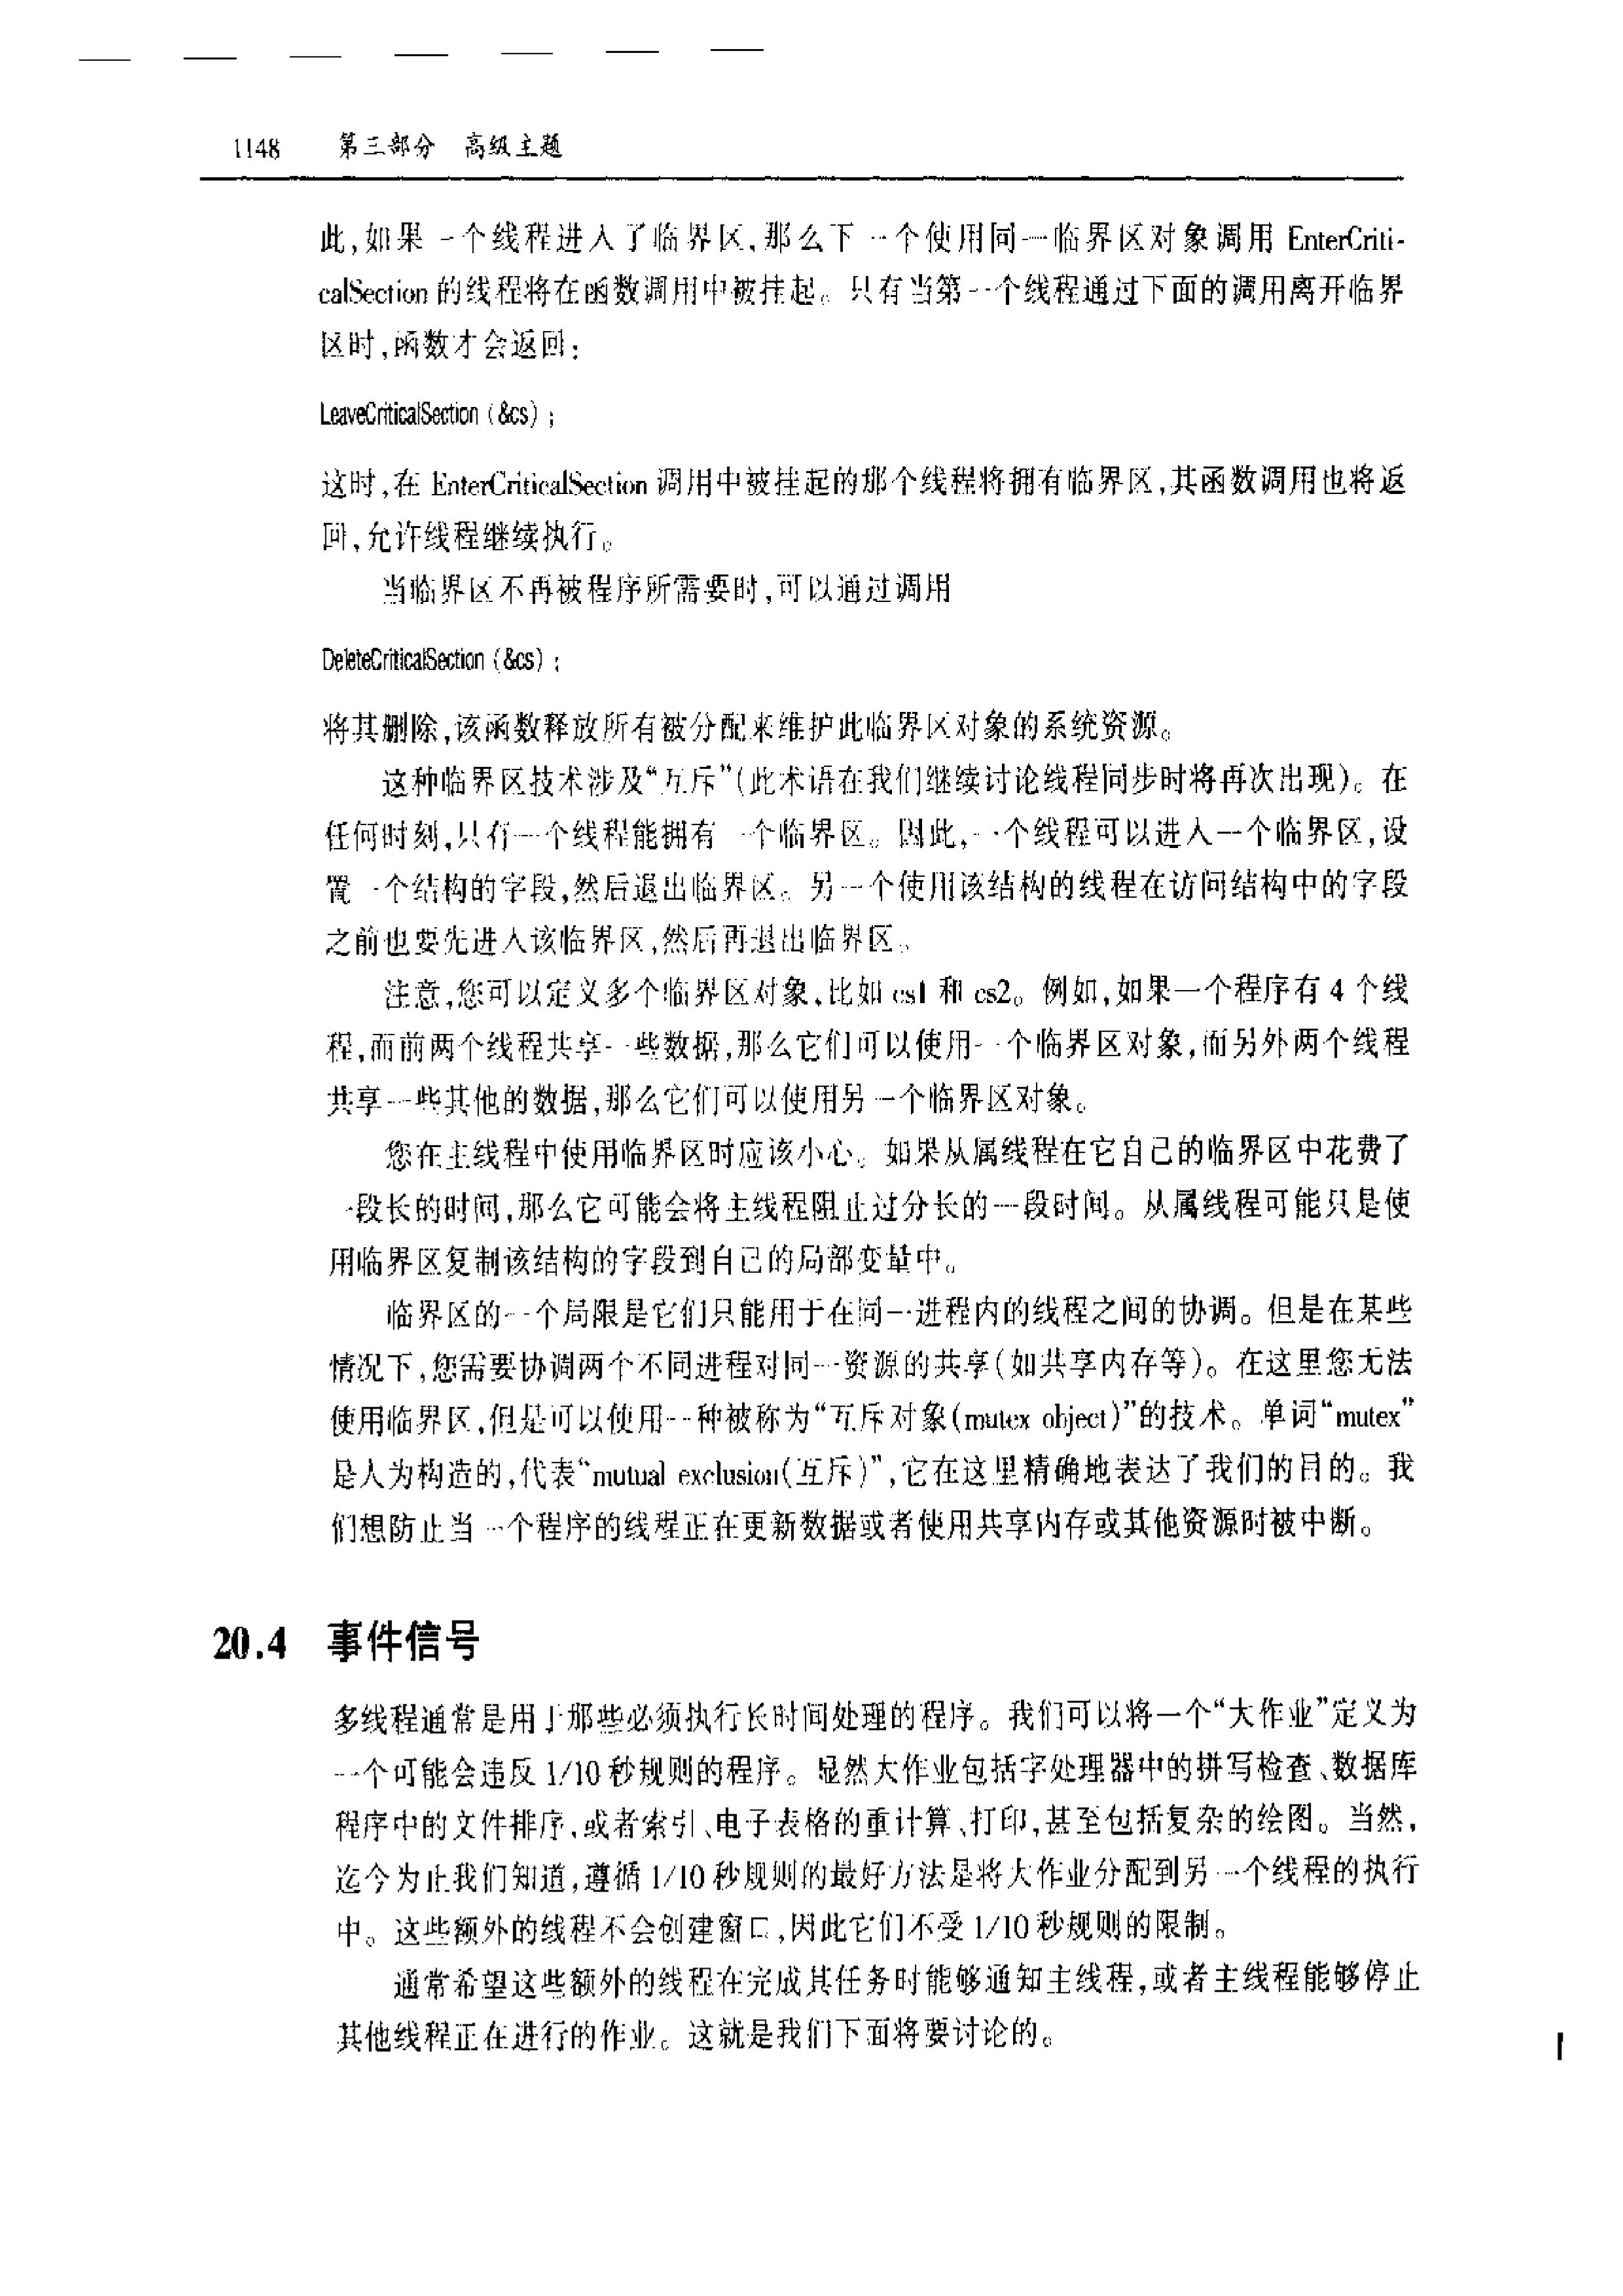 1148 第三部分 高级主题
此,如果一个线程进入了临界区,那么下一个使用同一临界区对象调用 EnterCriti-
calSection 的线程将在函数调用中被挂起。只有当第一个线程通过下面的调用离开临界
区时,函数才会返回:
LeaveCriticalSection (&cs) ;
这时,在 EnterCriticalSection 调用中被挂起的那个线程将拥有临界区,其函数调用也将返
回,允许线程继续执行。
当临界区不再被程序所需要时,可以通过调用
DeleteCriticalSection (&cs) ;
将其删除,该函数释放所有被分配来维护此临界区对象的系统资源。
这种临界区技术涉及“互斥”(此术语在我们继续讨论线程同步时将再次出现)。在
任何时刻,只有一个线程能拥有一个临界区。因此,一个线程可以进入一个临界区,设
置一个结构的字段,然后退出临界区。另一个使用该结构的线程在访问结构中的字段
之前也要先进入该临界区,然后再退出临界区。
注意,您可以定义多个临界区对象,比如 cs1 和 cs2。例如,如果一个程序有 4 个线
程,而前两个线程共享一些数据,那么它们可以使用一个临界区对象,而另外两个线程
共享一些其他的数据,那么它们可以使用另一个临界区对象。
您在主线程中使用临界区时应该小心。如果从属线程在它自己的临界区中花费了
一段长的时间,那么它可能会将主线程阻止过分长的一段时间。从属线程可能只是使
用临界区复制该结构的字段到自己的局部变量中。
临界区的一个局限是它们只能用于在同一进程内的线程之间的协调。但是在某些
情况下,您需要协调两个不同进程对同一资源的共享(如共享内存等)。在这里您无法
使用临界区,但是可以使用一种被称为“互斥对象(mutex object)”的技术。单词“mutex”
是人为构造的,代表“mutual exclusion(互斥)”,它在这里精确地表达了我们的目的。我
们想防止当一个程序的线程正在更新数据或者使用共享内存或其他资源时被中断。
20.4 事件信号
多线程通常是用于那些必须执行长时间处理的程序。我们可以将一个“大作业”定义为
一个可能会违反 1/10 秒规则的程序。显然大作业包括字处理器中的拼写检查、数据库
程序中的文件排序,或者索引、电子表格的重计算、打印,甚至包括复杂的绘图。当然,
迄今为止我们知道,遵循 1/10 秒规则的最好方法是将大作业分配到另一个线程的执行
中。这些额外的线程不会创建窗口,因此它们不受 1/10 秒规则的限制。
通常希望这些额外的线程在完成其任务时能够通知主线程,或者主线程能够停止
其他线程正在进行的作业。这就是我们下面将要讨论的。